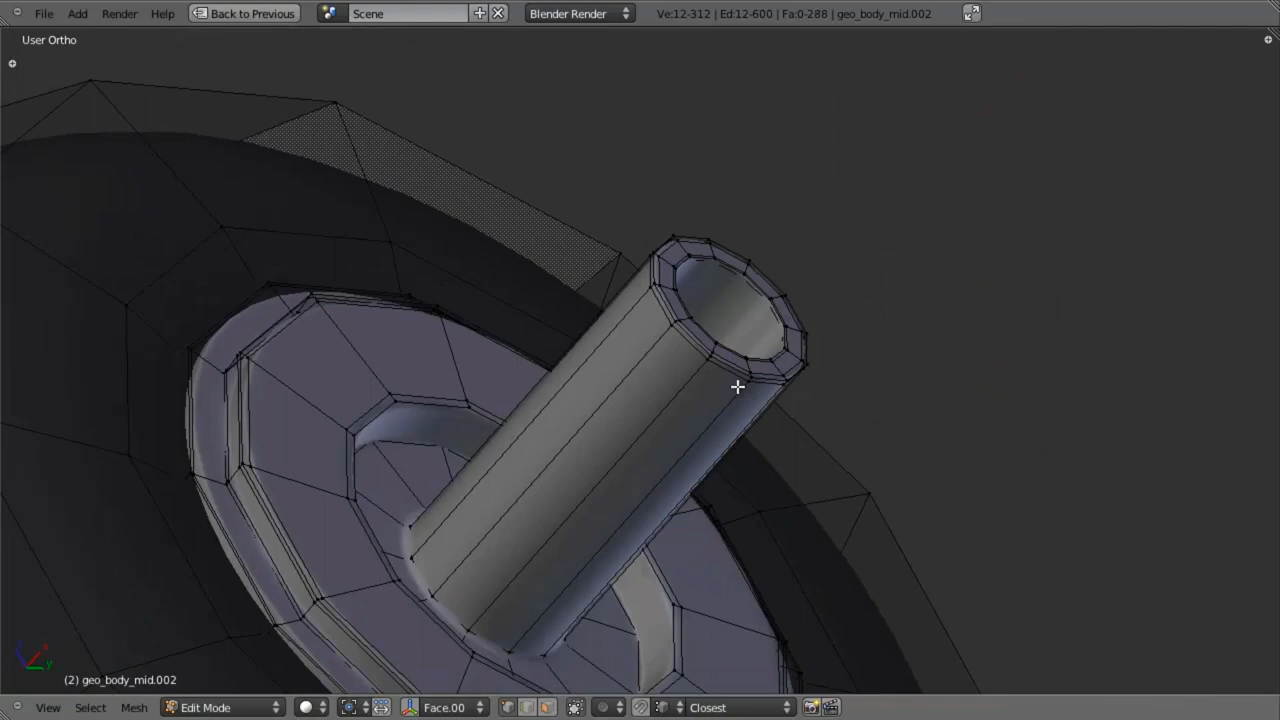 File Add Render Help Back to Previous Scene Blender Render Ve:12-312 | Ed:12-600 | Fa:0-288 | geo_body_mid.002
User Ortho
(2) geo_body_mid.002
View Select Mesh Edit Mode Face.00 Closest